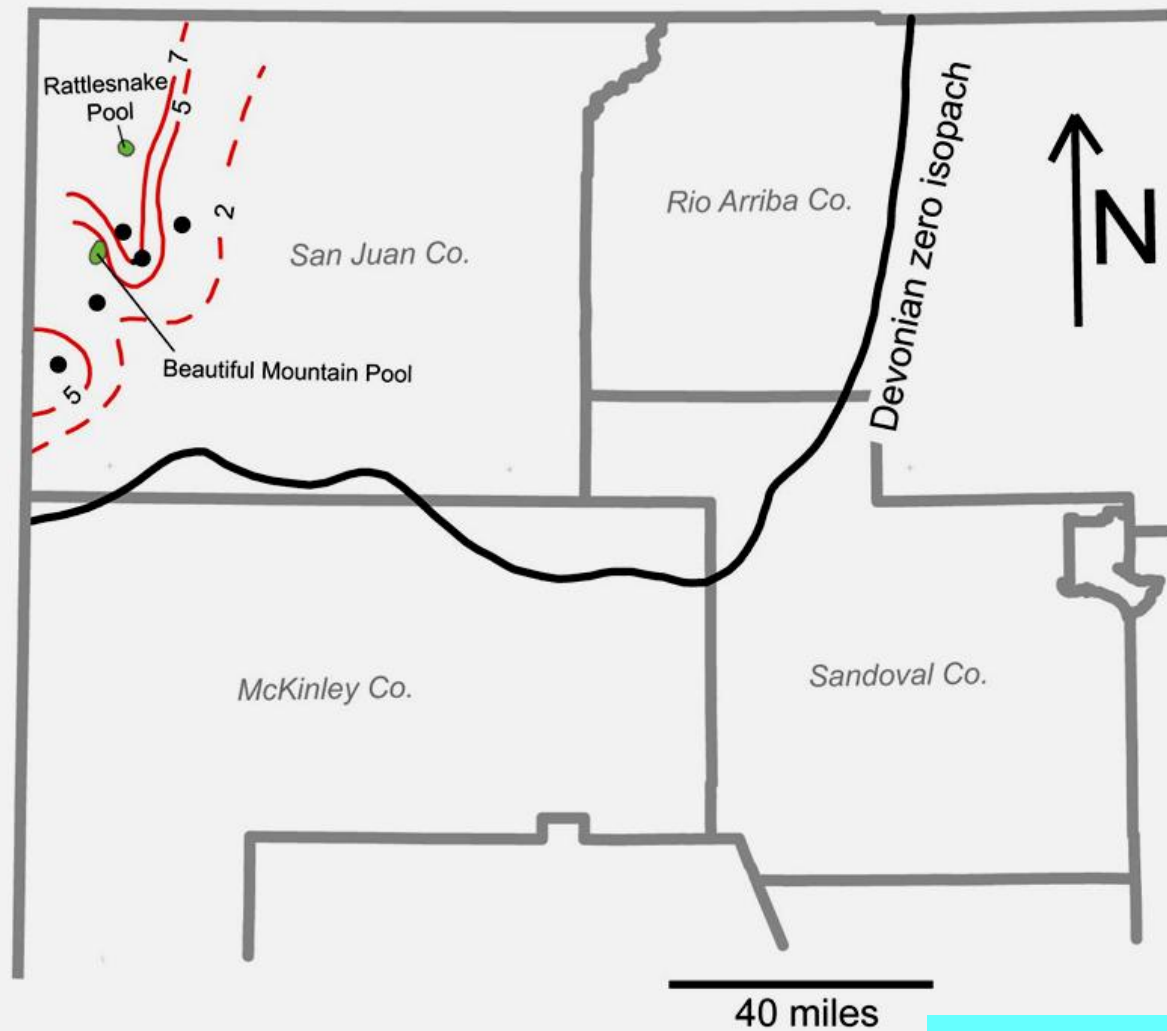 7
Rattlesnake
Pool
5
2
San Juan Co.
Rio Arriba Co.
Devonian zero isopach
N
Beautiful Mountain Pool
5
McKinley Co.
Sandoval Co.
40 miles